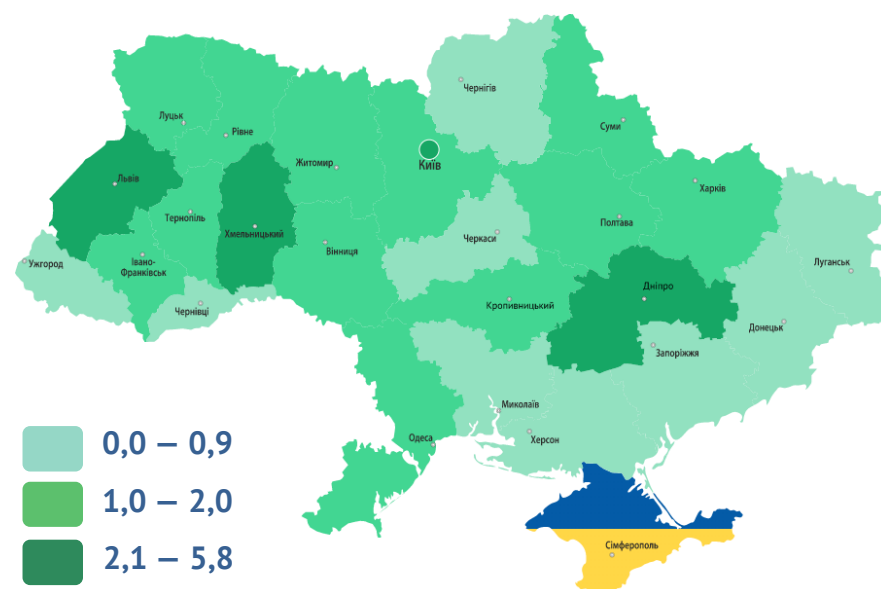 Чернігів
Луцьк
Рівне
Суми
Київ
Житомир
Львів
Харків
Тернопіль
Хмельницький
Полтава
Черкаси
Вінниця
Ужгород
Івано-
Франківськ
Луганськ
Дніпро
Чернівці
Кропивницький
Донецьк
Запоріжжя
Миколаїв
Херсон
Одеса
0,0 – 0,9
1,0 – 2,0
2,1 – 5,8
Сімферополь